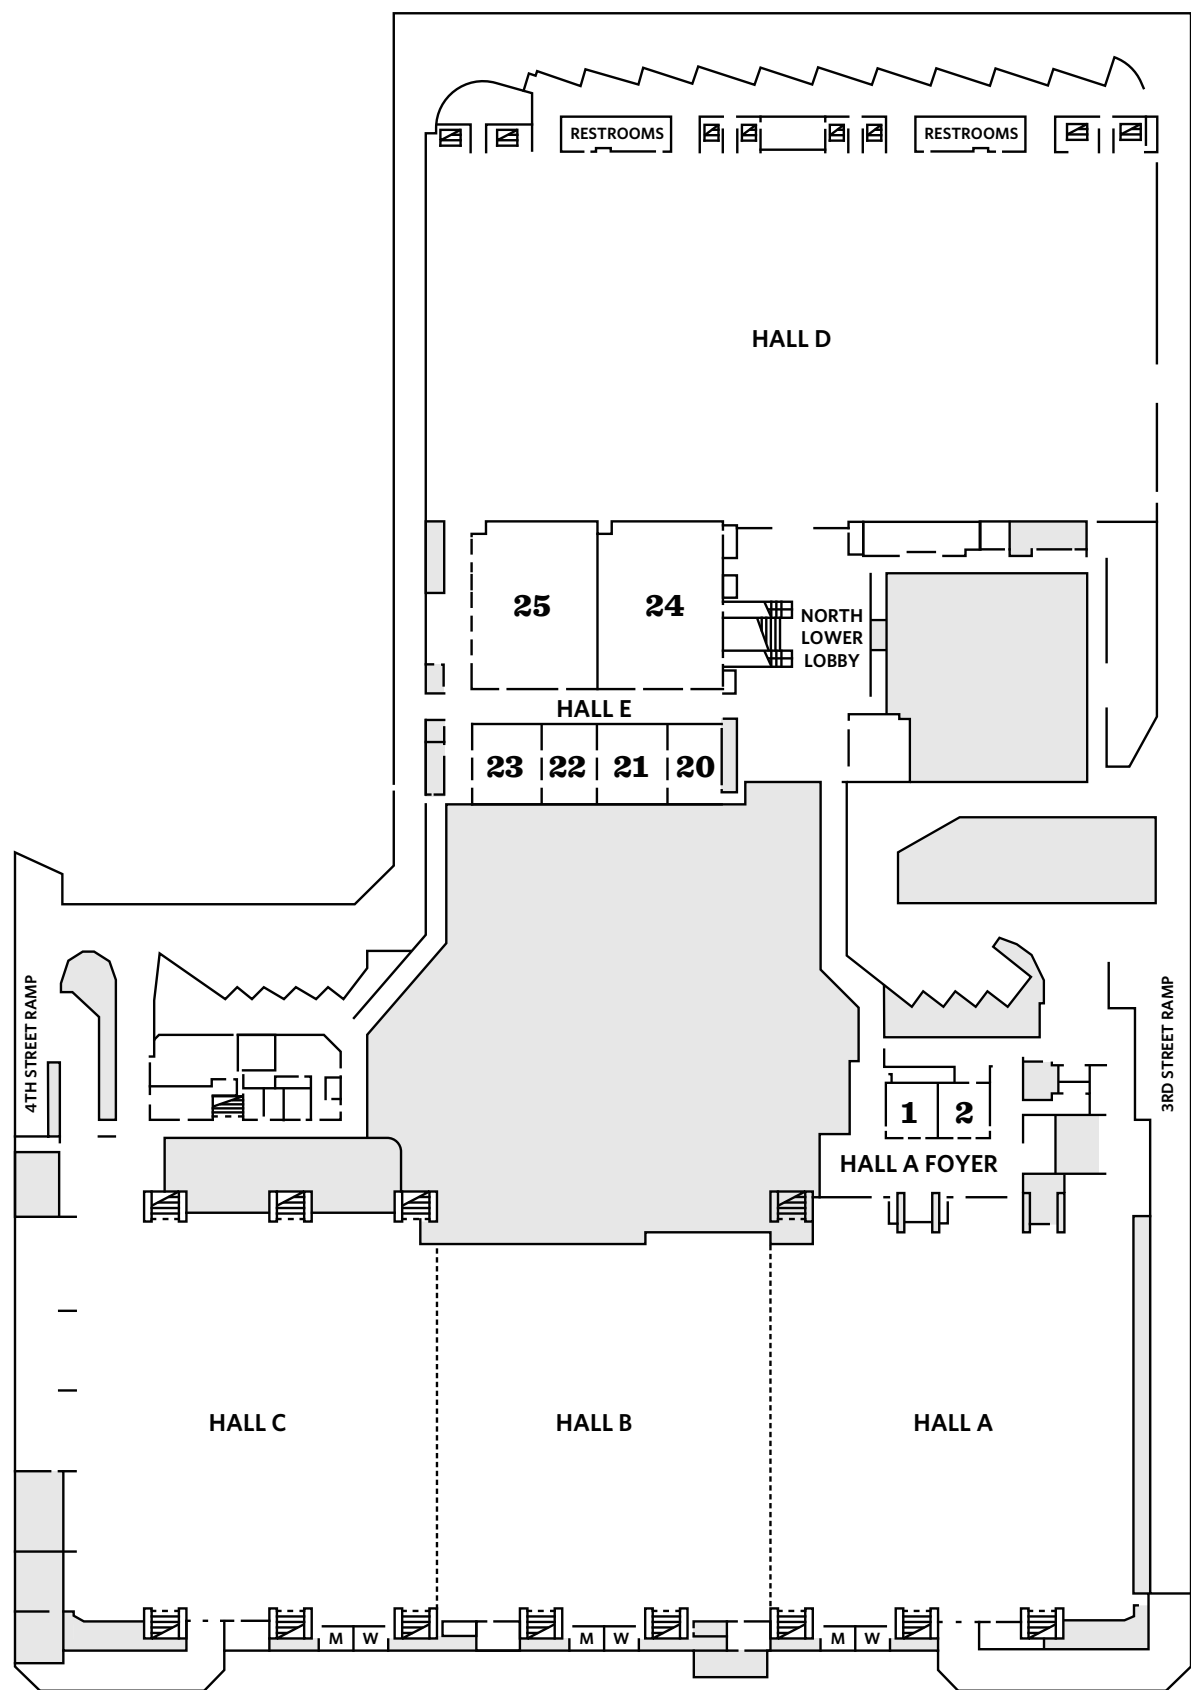 RESTROOMS
RESTROOMS
HALL D
25
24
NORTH
LOWER
LOBBY
HALL E
23
22
21
20
4TH STREET RAMP
3RD STREET RAMP
1
2
HALL A FOYER
HALL C
HALL B
HALL A
M W
M W
M W